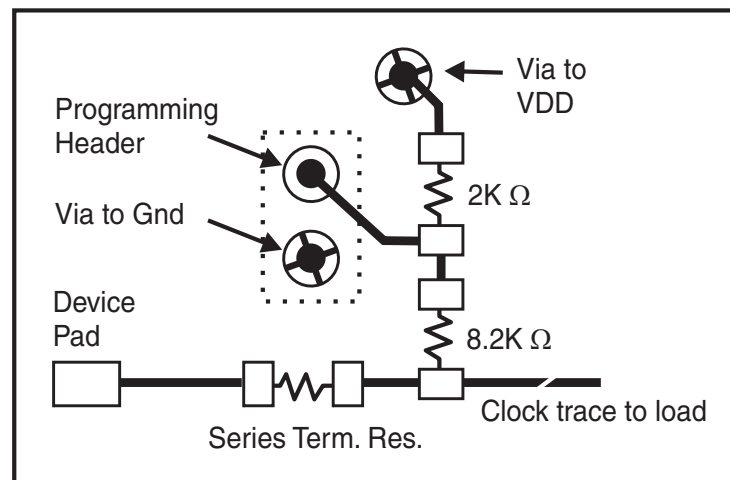 Via to
VDD
Programming
Header
2K Ω
Via to Gnd
Device
Pad
8.2K Ω
Clock trace to load
Series Term. Res.